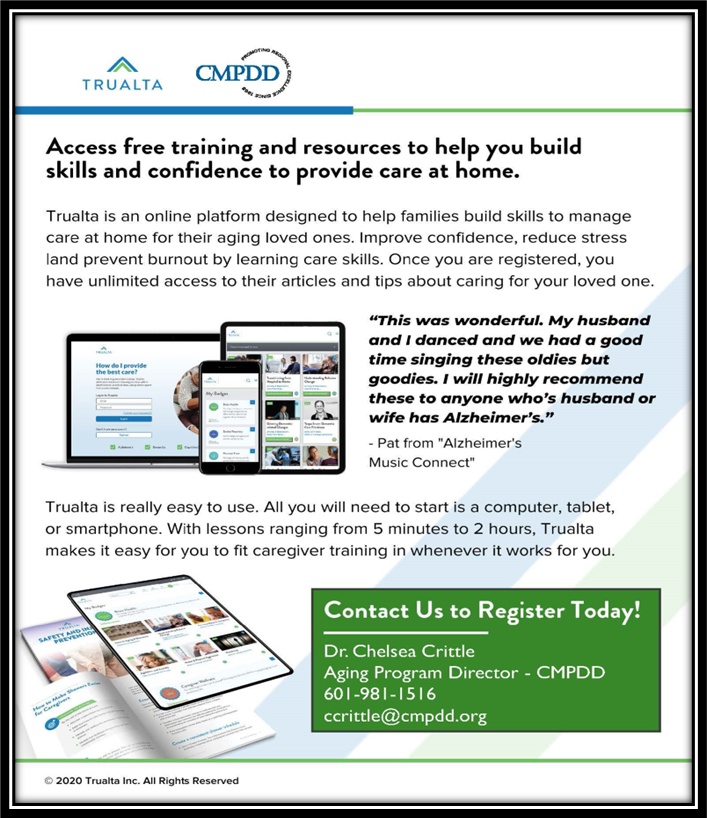 TRUALTA
CMPDD
PROMOTING REGIONAL EXCELLENCE SINCE 1968
Access free training and resources to help you build
skills and confidence to provide care at home.
Trualta is an online platform designed to help families build skills to manage
care at home for their aging loved ones. Improve confidence, reduce stress
land prevent burnout by learning care skills. Once you are registered, you
have unlimited access to their articles and tips about caring for your loved one.
How do I provide
the best care?
TRUALTA
My Badges
“This was wonderful. My husband
and I danced and we had a good
time singing these oldies but
goodies. I will highly recommend
these to anyone who’s husband or
wife has Alzheimer’s.”
- Pat from "Alzheimer's
Music Connect"
Trualta is really easy to use. All you will need to start is a computer, tablet,
or smartphone. With lessons ranging from 5 minutes to 2 hours, Trualta
makes it easy for you to fit caregiver training in whenever it works for you.
TRUALTA
SAFETY AND
PREVENTION
My Badges
How to Make Showers Easier
for Caregivers
Contact Us to Register Today!
Dr. Chelsea Crittle
Aging Program Director - CMPDD
601-981-1516
ccrittle@cmpdd.org
© 2020 Trualta Inc. All Rights Reserved